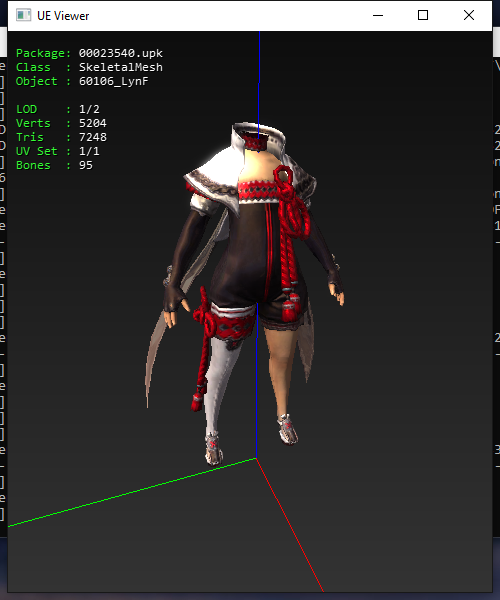 UE Viewer
Package: 00023540.upk
Class : SkeletalMesh
Object : 60106_LynF
LOD : 1/2
Verts : 5204
Tris : 7248
UV Set : 1/1
Bones : 95